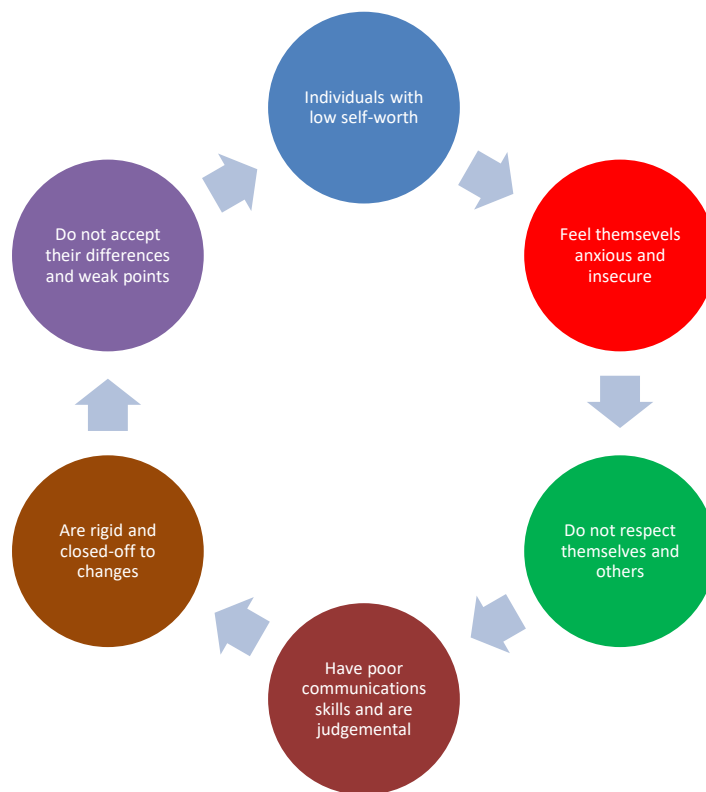 Individuals with
low self-worth
Feel themsevels
anxious and
insecure
Do not respect
themselves and
others
Have poor
communications
skills and are
judgemental
Are rigid and
closed-off to
changes
Do not accept
their differences
and weak points